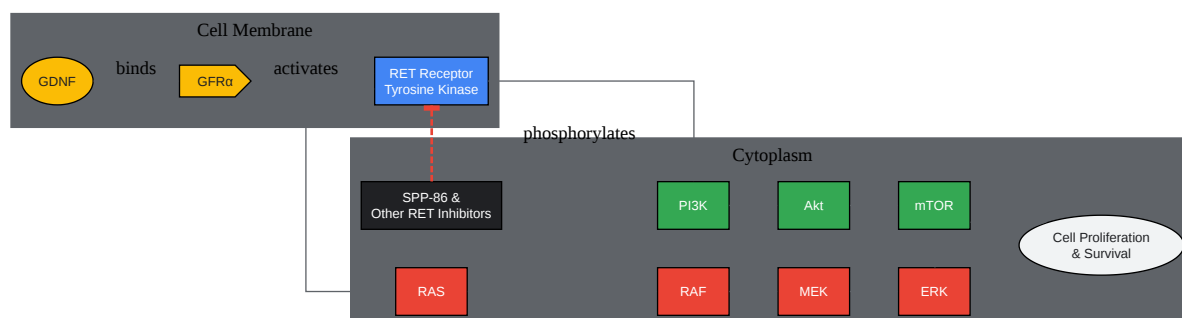 Cell Membrane
GDNF
binds
GFRα
activates
RET Receptor
Tyrosine Kinase
phosphorylates
Cytoplasm
SPP-86 &
Other RET Inhibitors
PI3K
Akt
mTOR
Cell Proliferation
& Survival
RAS
RAF
MEK
ERK